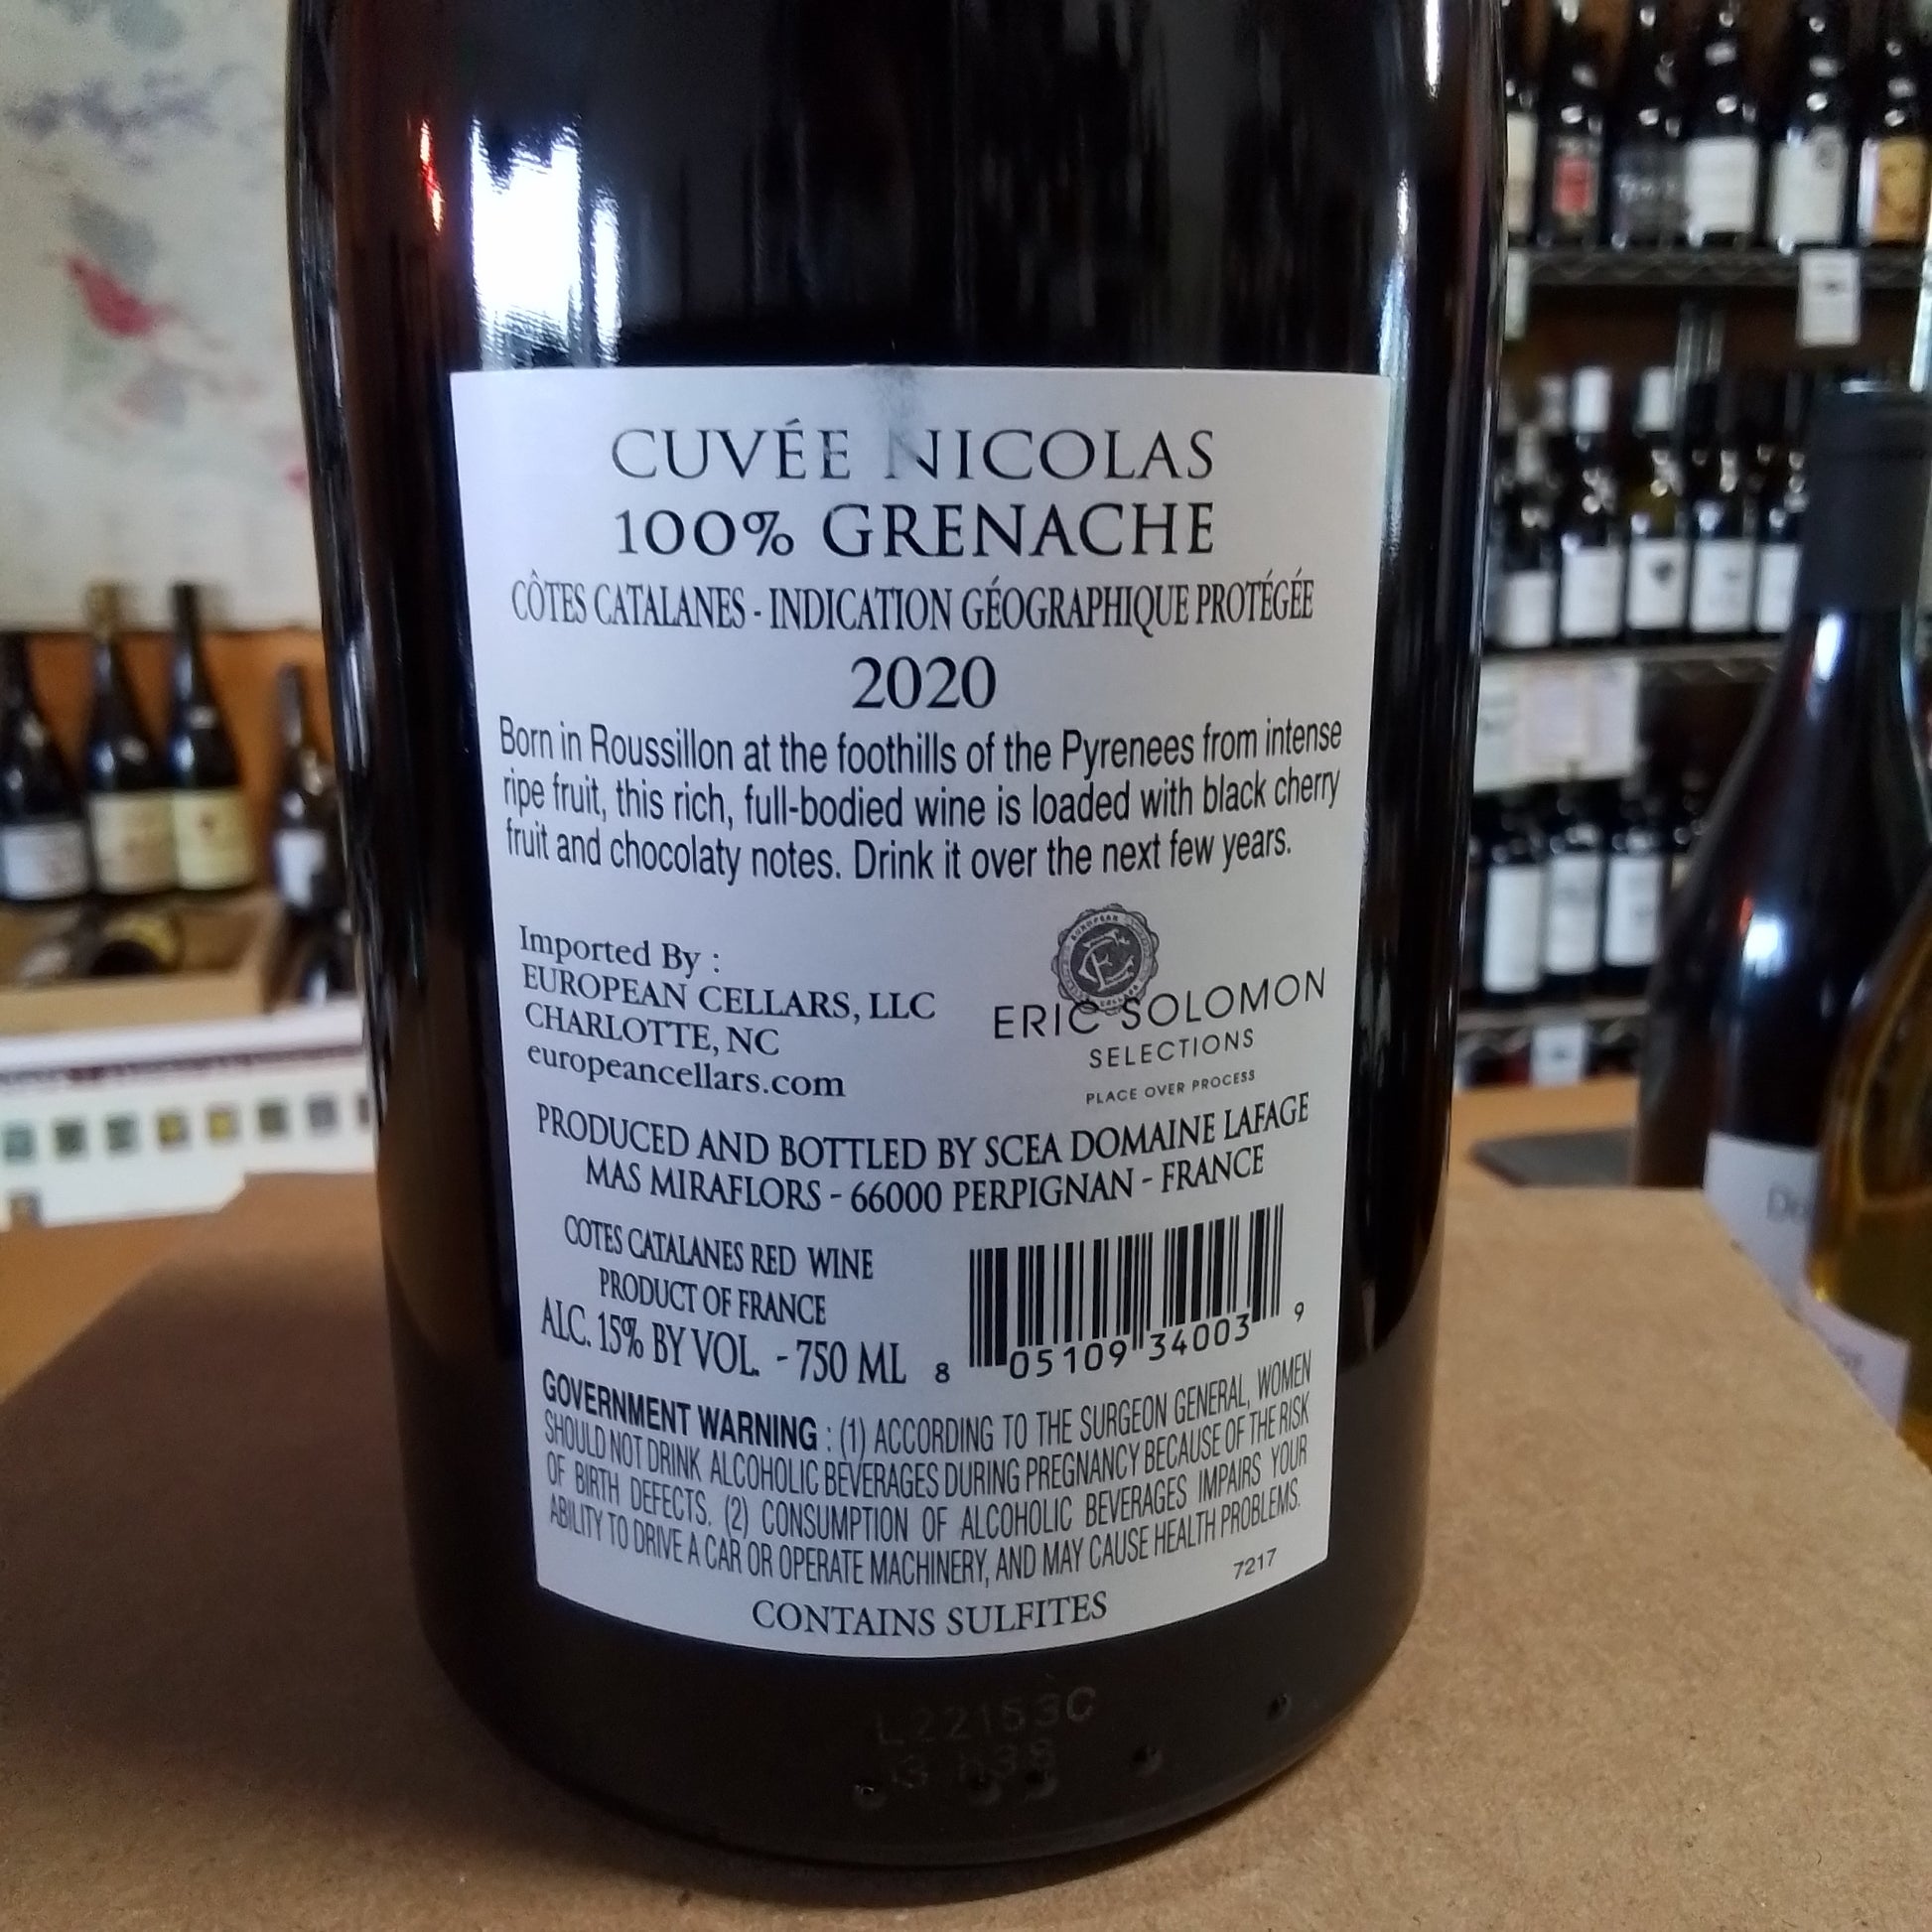 CUVÉE NICOLAS
100% GRENACHE
CÔTES CATALANES - INDICATION GÉOGRAPHIQUE PROTÉGÉE
2020
Born in Roussillon at the foothills of the Pyrenees from intense
ripe fruit, this rich, full-bodied wine is loaded with black cherry
fruit and chocolaty notes. Drink it over the next few years.
Imported By :
EUROPEAN CELLARS, LLC
CHARLOTTE, NC
europeancellars.com
ERIC SOLOMON
SELECTIONS
PLACE OVER PROCESS
PRODUCED AND BOTTLED BY SCEA DOMAINE LAFAGE
MAS MIRAFLORS - 66000 PERPIGNAN - FRANCE
COTES CATALANES RED WINE
PRODUCT OF FRANCE
ALC. 15% BY VOL. - 750 ML
8 05109 34003 9
GOVERNMENT WARNING : (1) ACCORDING TO THE SURGEON GENERAL, WOMEN
SHOULD NOT DRINK ALCOHOLIC BEVERAGES DURING PREGNANCY BECAUSE OF THE RISK
OF BIRTH DEFECTS. (2) CONSUMPTION OF ALCOHOLIC BEVERAGES IMPAIRS YOUR
ABILITY TO DRIVE A CAR OR OPERATE MACHINERY, AND MAY CAUSE HEALTH PROBLEMS.
7217
CONTAINS SULFITES
L22153C